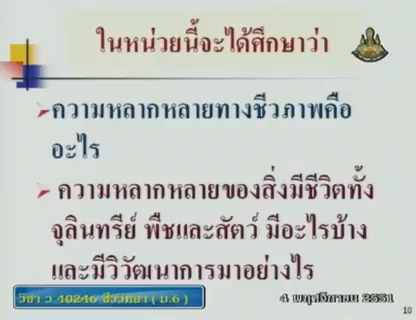 ในหน่วยนี้จะได้ศึกษาว่า
ความหลากหลายทางชีวภาพคือ
อะไร
ความหลากหลายของสิ่งมีชีวิตทั้ง
จุลินทรีย์ พืชและสัตว์ มีอะไรบ้าง
และมีวิวัฒนาการมาอย่างไร
วิชา ว 40246 ชีววิทยา ( ม.6 )
4 พฤศจิกายน 2551
10